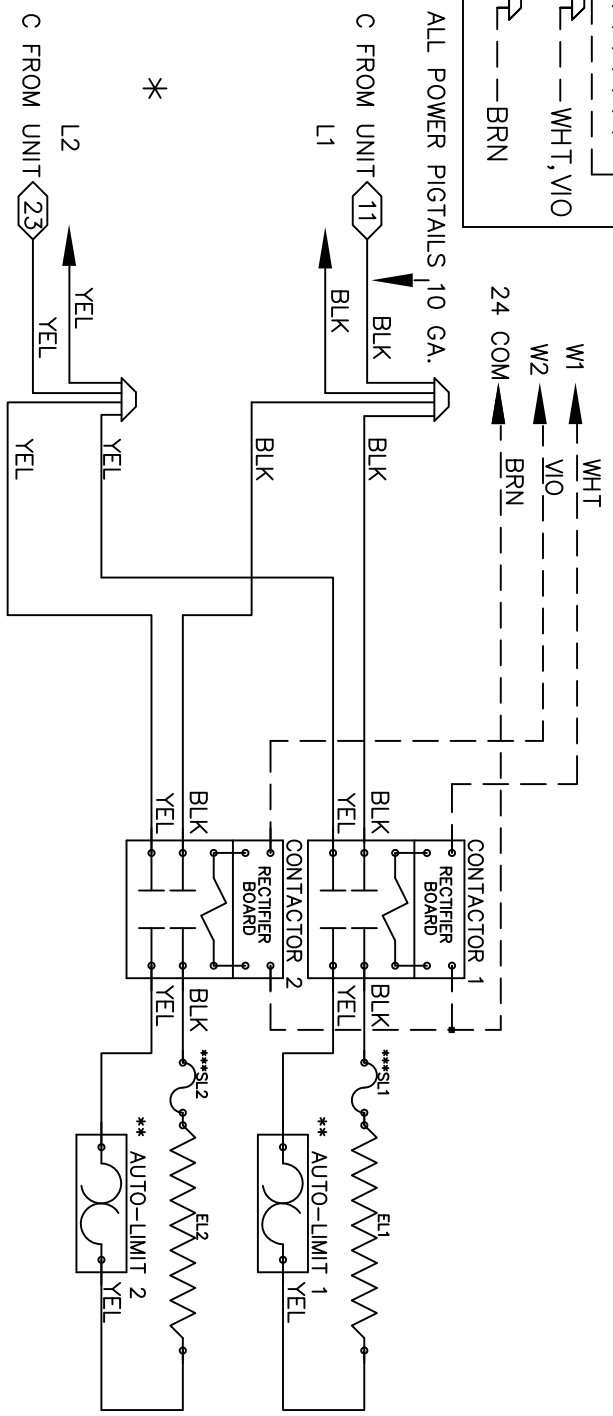 BRN
WHT, VIO
ALL POWER PIGTAILS 10 GA.
C FROM UNIT 11
L1
BLK
BLK
*
L2
C FROM UNIT 23
YEL
YEL
W1
W2
24 COM
WHT
VIO
BRN
BLK
BLK
YEL
YEL
CONTACTOR 1
RECTIFIER
BOARD
BLK
YEL
BLK
YEL
CONTACTOR 2
RECTIFIER
BOARD
BLK
YEL
BLK
YEL
***SL1
EL1
** AUTO-LIMIT 1
YEL
***SL2
EL2
** AUTO-LIMIT 2
YEL